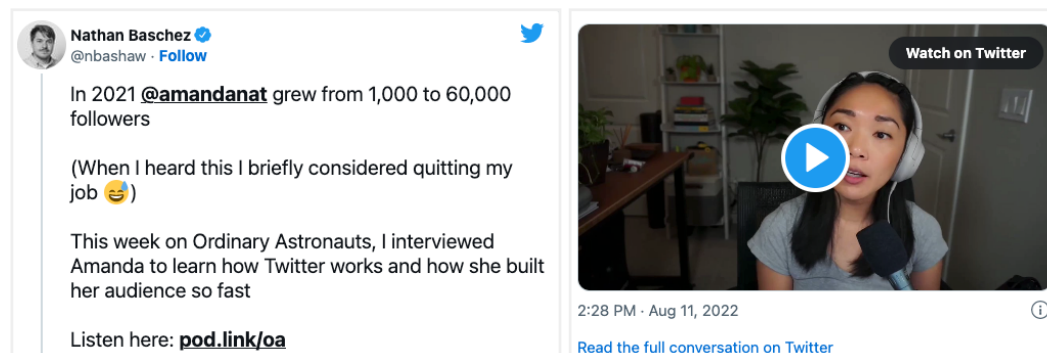 Nathan Baschez
@nbashaw · Follow
In 2021 @amandanat grew from 1,000 to 60,000
followers
(When I heard this I briefly considered quitting my
job 😅)
This week on Ordinary Astronauts, I interviewed
Amanda to learn how Twitter works and how she built
her audience so fast
Listen here: pod.link/oa
Watch on Twitter
2:28 PM · Aug 11, 2022
Read the full conversation on Twitter